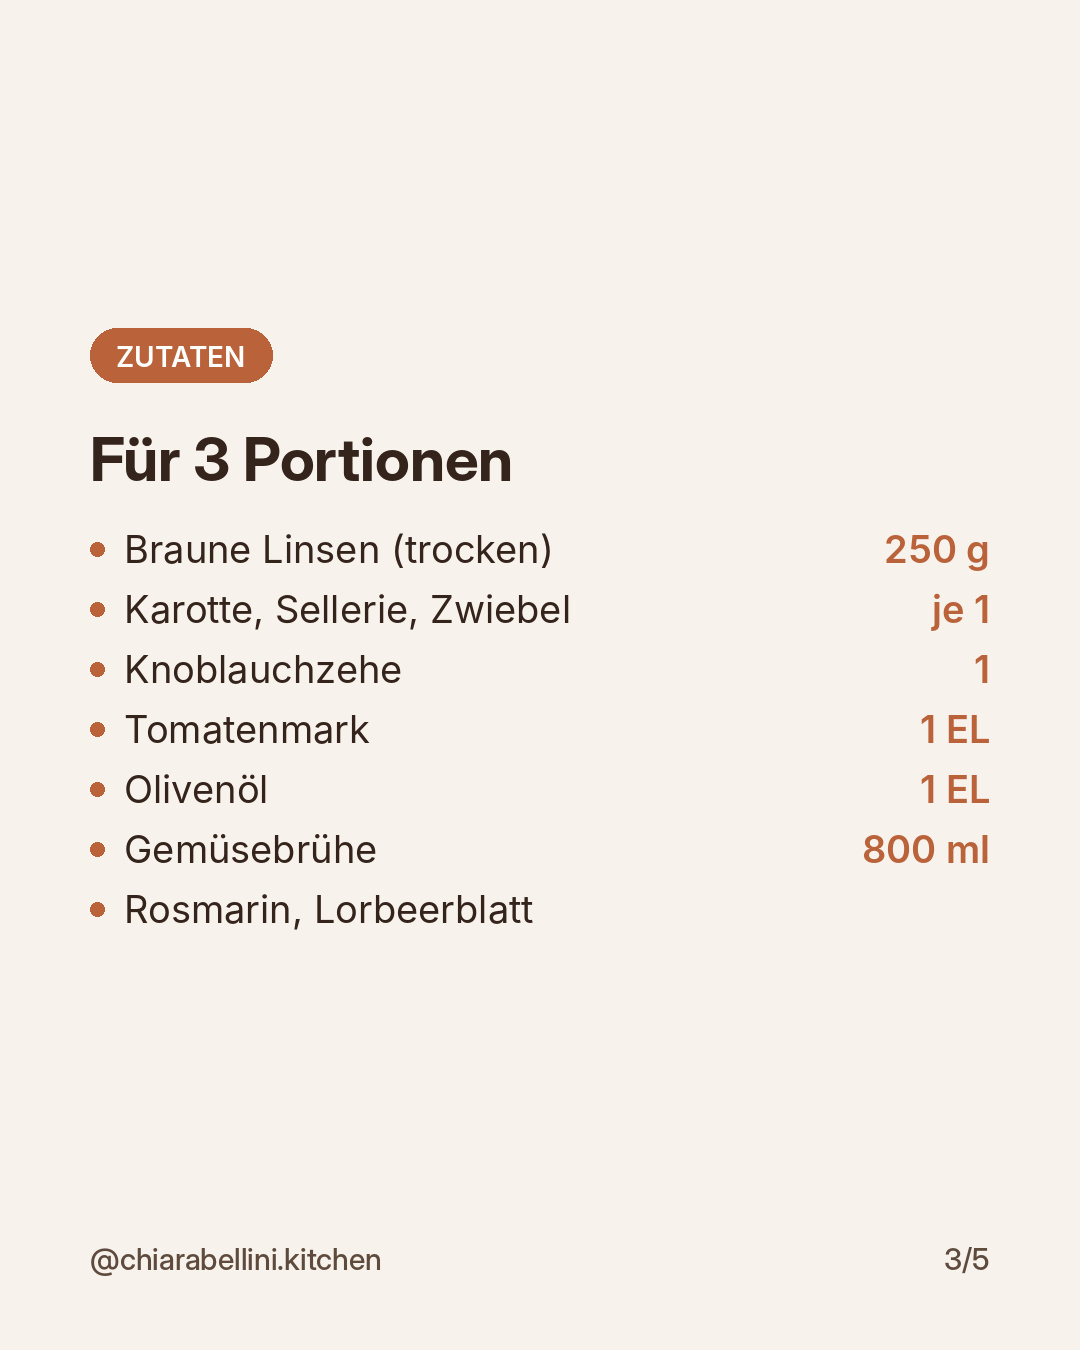 ZUTATEN
Für 3 Portionen
• Braune Linsen (trocken) 250 g
• Karotte, Sellerie, Zwiebel je 1
• Knoblauchzehe 1
• Tomatenmark 1 EL
• Olivenöl 1 EL
• Gemüsebrühe 800 ml
• Rosmarin, Lorbeerblatt
@chiarabellini.kitchen 3/5